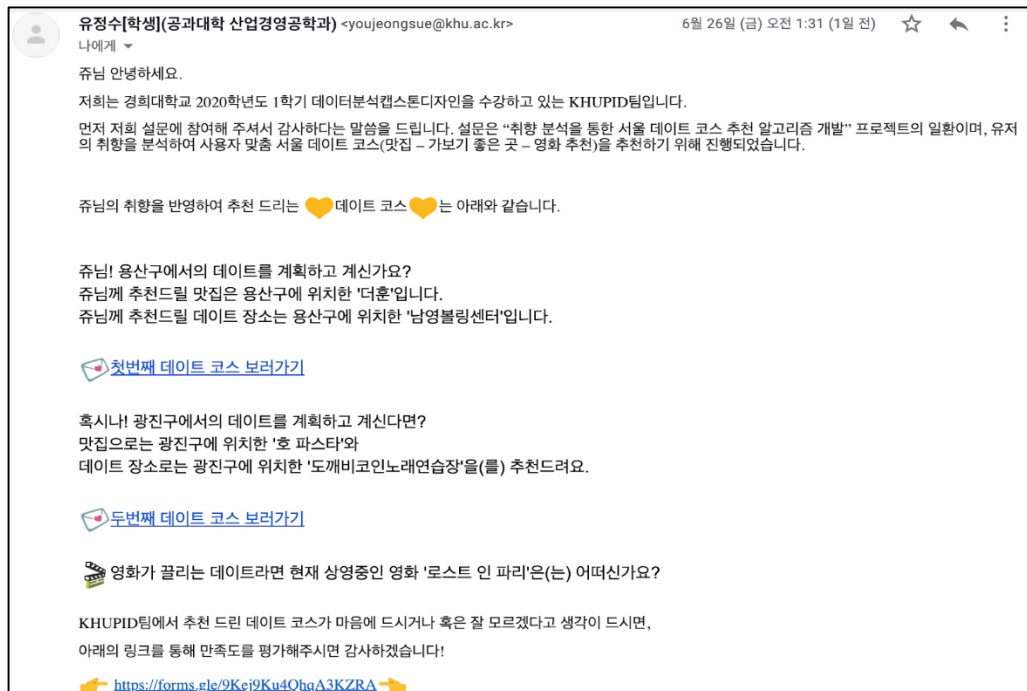 유정수[학생](공과대학 산업경영공학과) <youjeongsue@khu.ac.kr>
6월 26일 (금) 오전 1:31 (1일 전)
나에게
쥬님 안녕하세요.
저희는 경희대학교 2020학년도 1학기 데이터분석캡스톤디자인을 수강하고 있는 KHUPID팀입니다.
먼저 저희 설문에 참여해 주셔서 감사하다는 말씀을 드립니다. 설문은 “취향 분석을 통한 서울 데이트 코스 추천 알고리즘 개발” 프로젝트의 일환이며, 유저
의 취향을 분석하여 사용자 맞춤 서울 데이트 코스(맛집 – 가보기 좋은 곳 – 영화 추천)을 추천하기 위해 진행되었습니다.
쥬님의 취향을 반영하여 추천 드리는 🧡데이트 코스🧡는 아래와 같습니다.
쥬님! 용산구에서의 데이트를 계획하고 계신가요?
쥬님께 추천드릴 맛집은 용산구에 위치한 '더훈'입니다.
쥬님께 추천드릴 데이트 장소는 용산구에 위치한 '남영볼링센터'입니다.
💌첫번째 데이트 코스 보러가기
혹시나! 광진구에서의 데이트를 계획하고 계신다면?
맛집으로는 광진구에 위치한 '호 파스타'와
데이트 장소로는 광진구에 위치한 '도깨비코인노래연습장'을(를) 추천드려요.
💌두번째 데이트 코스 보러가기
🎬영화가 끌리는 데이트라면 현재 상영중인 영화 '로스트 인 파리'은(는) 어떠신가요?
KHUPID팀에서 추천 드린 데이트 코스가 마음에 드시거나 혹은 잘 모르겠다고 생각이 드시면,
아래의 링크를 통해 만족도를 평가해주시면 감사하겠습니다!
👉 https://forms.gle/9Kej9Ku4QhqA3KZRA👈